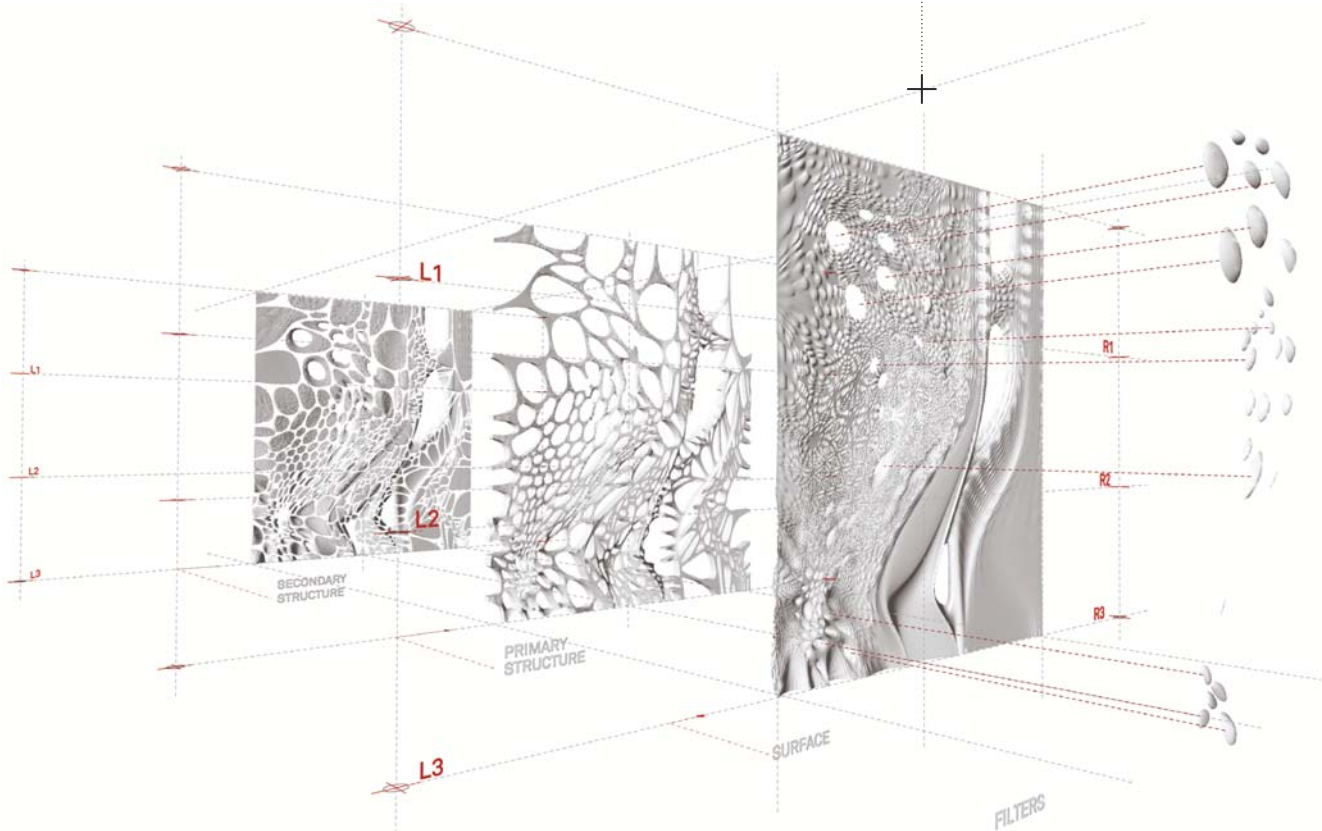 L1
L1
R1
L2
R2
L2
L3
SECONDARY
STRUCTURE
R3
PRIMARY
STRUCTURE
SURFACE
L3
FILTERS